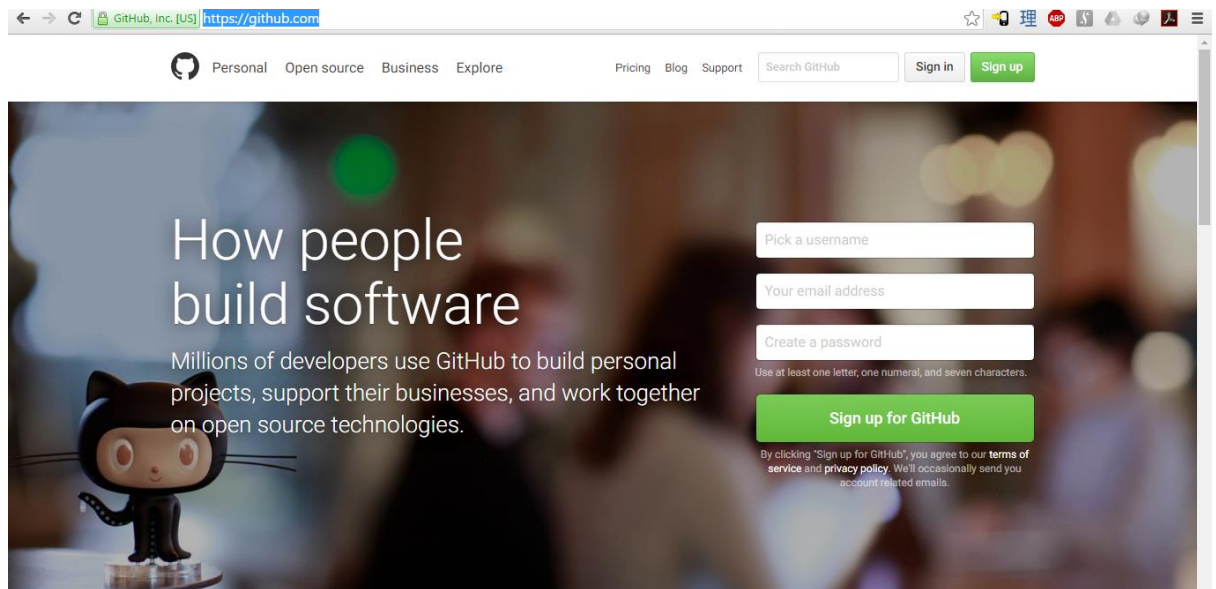 GitHub, Inc. [US] https://github.com
理 ABP S
Personal Open source Business Explore Pricing Blog Support Search GitHub Sign in Sign up
How people
build software
Millions of developers use GitHub to build personal
projects, support their businesses, and work together
on open source technologies.
Pick a username
Your email address
Create a password
Use at least one letter, one numeral, and seven characters.
Sign up for GitHub
By clicking "Sign up for GitHub", you agree to our terms of
service and privacy policy. We'll occasionally send you
account related emails.